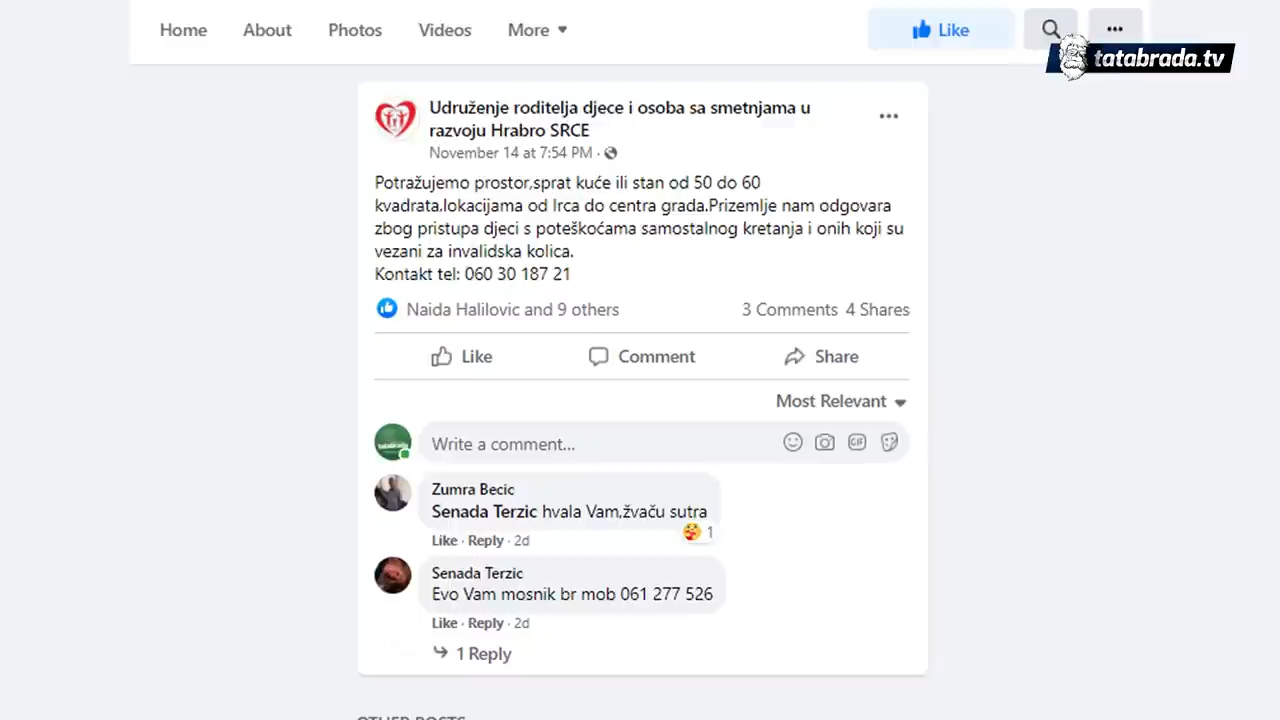 Home About Photos Videos More Like
tatabrada.tv
Udruženje roditelja djece i osoba sa smetnjama u
razvoju Hrabro SRCE
November 14 at 7:54 PM ·
Potražujemo prostor,sprat kuće ili stan od 50 do 60
kvadrata.lokacijama od Irca do centra grada.Prizemlje nam odgovara
zbog pristupa djeci s poteškoćama samostalnog kretanja i onih koji su
vezani za invalidska kolica.
Kontakt tel: 060 30 187 21
Naida Halilovic and 9 others 3 Comments 4 Shares
Like Comment Share
Most Relevant
Write a comment... GIF
Zumra Becic
Senada Terzic hvala Vam,žvaču sutra
1
Like · Reply · 2d
Senada Terzic
Evo Vam mosnik br mob 061 277 526
Like · Reply · 2d
1 Reply
OTHER POSTS